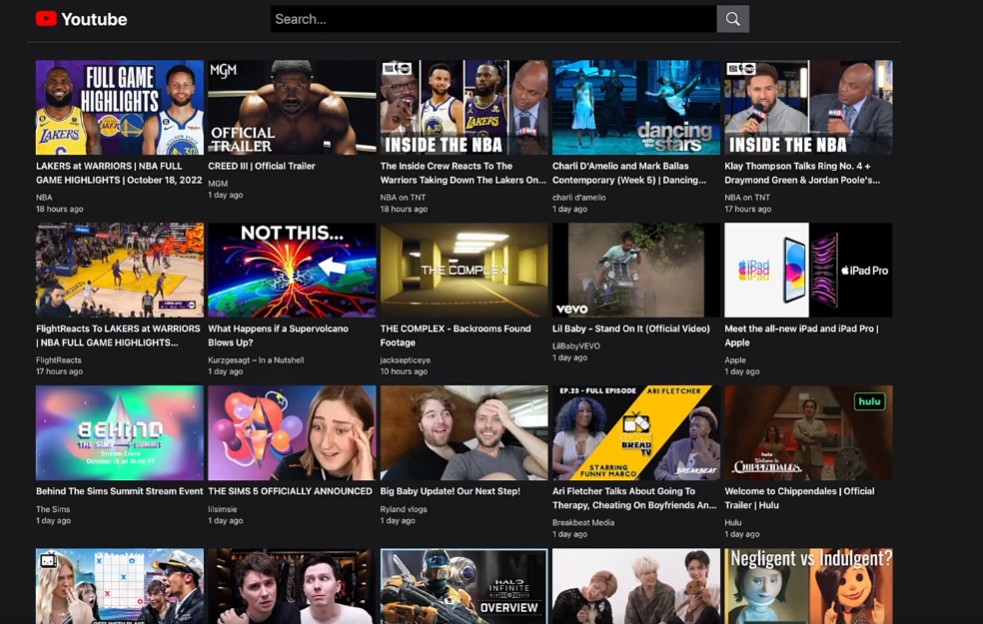 Youtube
Search...
FULL GAME
HIGHLIGHTS
LAKERS
MGM
OFFICIAL
TRAILER
LAKERS
INSIDE THE NBA
dancing
with the
stars
INSIDE THE NBA
LAKERS at WARRIORS | NBA FULL
GAME HIGHLIGHTS | October 18, 2022
NBA
18 hours ago
CREED III | Official Trailer
MGM
1 day ago
The Inside Crew Reacts To The
Warriors Taking Down The Lakers On...
NBA on TNT
18 hours ago
Charli D'Amelio and Mark Ballas
Contemporary (Week 5) | Dancing...
charli d'amelio
1 day ago
Klay Thompson Talks Ring No. 4 +
Draymond Green & Jordan Poole's...
NBA on TNT
17 hours ago
NOT THIS...
THE COMPLEX
vevo
iPad
iPad
iPad
iPad Pro
FlightReacts To LAKERS at WARRIORS
| NBA FULL GAME HIGHLIGHTS...
FlightReacts
17 hours ago
What Happens if a Supervolcano
Blows Up?
Kurzgesagt – In a Nutshell
1 day ago
THE COMPLEX - Backrooms Found
Footage
jacksepticeye
10 hours ago
Lil Baby - Stand On It (Official Video)
LilBabyVEVO
1 day ago
Meet the all-new iPad and iPad Pro |
Apple
Apple
1 day ago
BEHIND
THE SIMS SUMMIT
Stream Event
October 18 at 10:00 PT
EP.25 - FULL EPISODE
ARI FLETCHER
BREAD
TV
STARRING
FUNNY MARCO
BREAKBEAT
hulu
hulu
Welcome to
CHIPPENDALES
Behind The Sims Summit Stream Event
The Sims
1 day ago
THE SIMS 5 OFFICIALLY ANNOUNCED
lilsimsie
1 day ago
Big Baby Update! Our Next Step!
Ryland vlogs
1 day ago
Ari Fletcher Talks About Going To
Therapy, Cheating On Boyfriends An...
Breakbeat Media
1 day ago
Welcome to Chippendales | Official
Trailer | Hulu
Hulu
1 day ago
HALO
INFINITE
OVERVIEW
Negligent vs Indulgent?